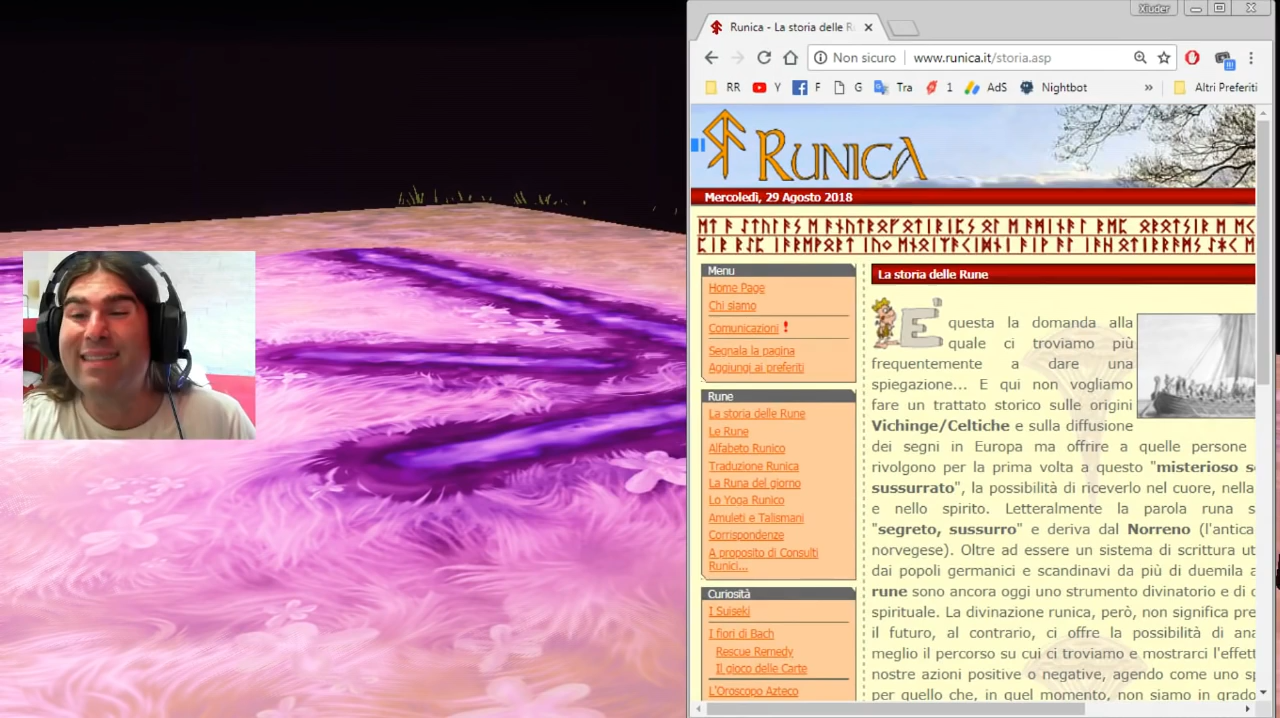 Xiuder
Runica - La storia delle R
Non sicuro
www.runica.it/storia.asp
RR
Y
F
G
Tra
1
AdS
Nightbot
»
Altri Preferiti
RUNICA
Mercoledì, 29 Agosto 2018
Menu
Home Page
Chi siamo
Comunicazioni !
Segnala la pagina
Aggiungi ai preferiti
Rune
La storia delle Rune
Le Rune
Alfabeto Runico
Traduzione Runica
La Runa del giorno
Lo Yoga Runico
Amuleti e Talismani
Corrispondenze
A proposito di Consulti
Runici...
Curiosità
I Suiseki
I fiori di Bach
Rescue Remedy
Il gioco delle Carte
L'Oroscopo Azteco
La storia delle Rune
E' questa la domanda alla
quale ci troviamo più
frequentemente a dare una
spiegazione... E qui non vogliamo
fare un trattato storico sulle origini
Vichinge/Celtiche e sulla diffusione
dei segni in Europa ma offrire a quelle persone
rivolgono per la prima volta a questo "misterioso s
sussurrato", la possibilità di riceverlo nel cuore, nella
e nello spirito. Letteralmente la parola runa s
"segreto, sussurro" e deriva dal Norreno (l'antica
norvegese). Oltre ad essere un sistema di scrittura ut
dai popoli germanici e scandinavi da più di duemila a
rune sono ancora oggi uno strumento divinatorio e di c
spirituale. La divinazione runica, però, non significa pre
il futuro, al contrario, ci offre la possibilità di ana
meglio il percorso su cui ci troviamo e mostrarci l'effett
nostre azioni positive o negative, agendo come uno sp
per quello che, in quel momento, non siamo in grado